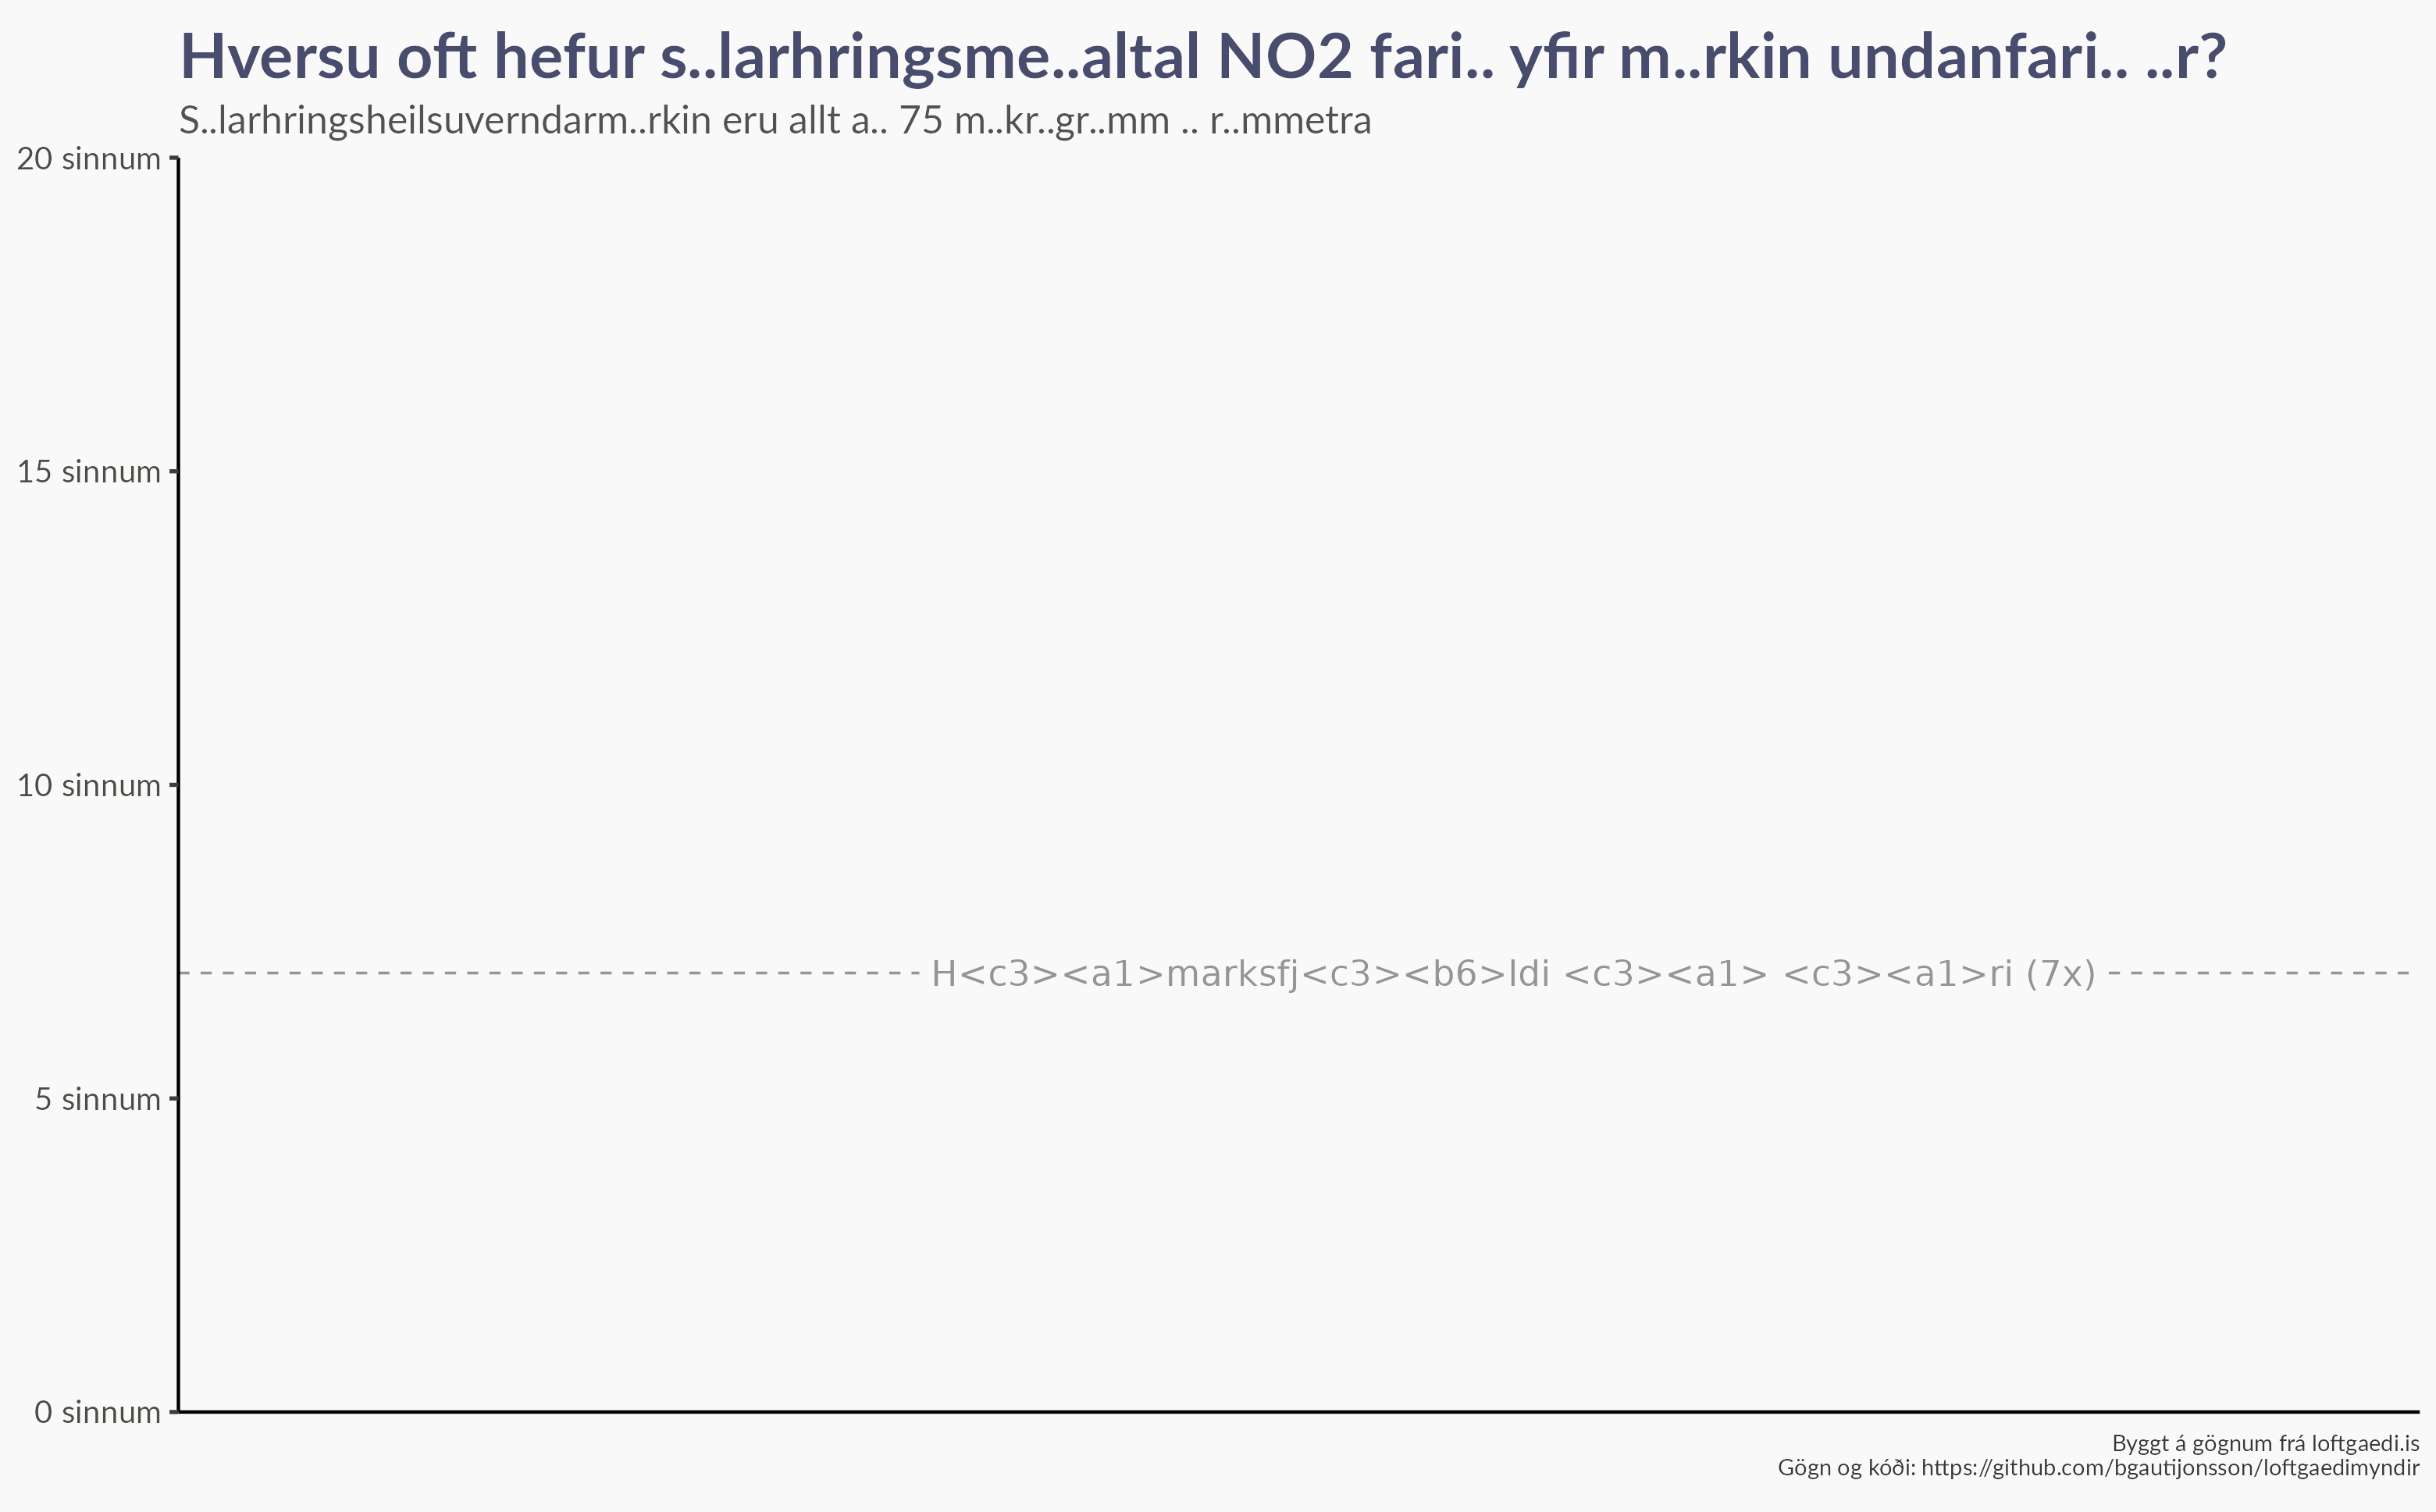 Hversu oft hefur s..larhringsme..altal NO2 fari.. yfir m..rkin undanfari.. ..r?
S..larhringsheilsuverndarm..rkin eru allt a.. 75 m..kr..gr..mm .. r..mmetra
20 sinnum
15 sinnum
10 sinnum
H<c3><a1>marksfj<c3><b6>ldi <c3><a1> <c3><a1>ri (7x)
5 sinnum
0 sinnum
Byggt á gögnum frá loftgaedi.is
Gögn og kóði: https://github.com/bgautijonsson/loftgaedimyndir